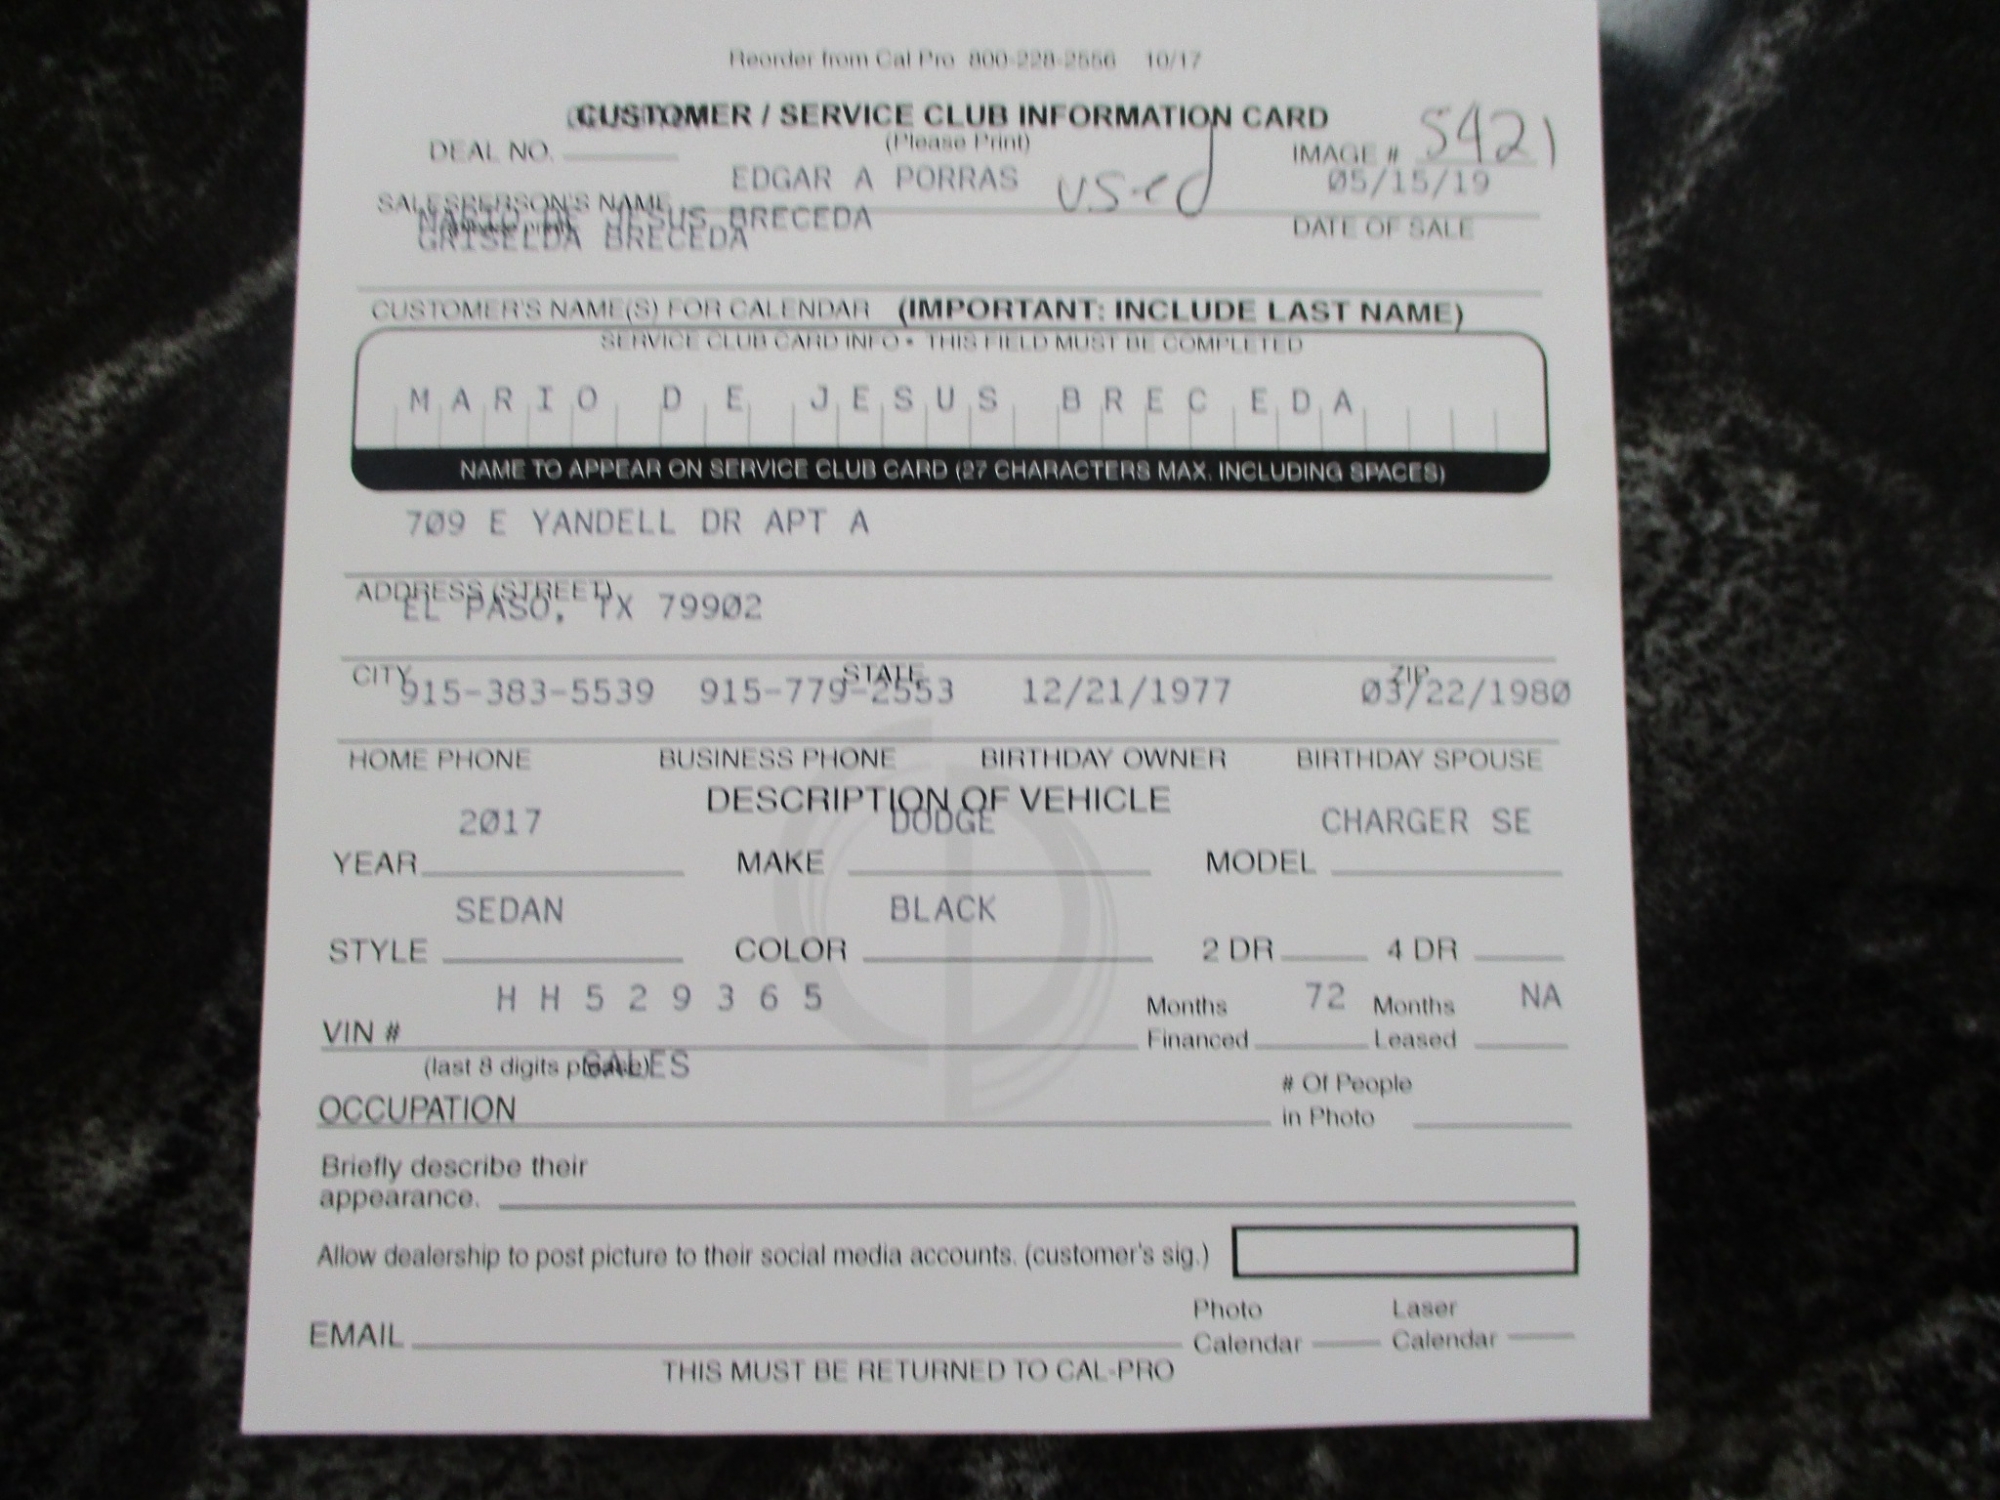 Reorder from Cal Pro 800-228-2556 10/17
CUSTOMER / SERVICE CLUB INFORMATION CARD
(Please Print)
DEAL NO.
IMAGE # 5421
EDGAR A PORRAS used 05/15/19
SALESPERSON'S NAME
DATE OF SALE
MARIO DE JESUS BRECEDA
GRISELDA BRECEDA
CUSTOMER'S NAME(S) FOR CALENDAR (IMPORTANT: INCLUDE LAST NAME)
SERVICE CLUB CARD INFO • THIS FIELD MUST BE COMPLETED
MARIO DE JESUS BRECEDA
NAME TO APPEAR ON SERVICE CLUB CARD (27 CHARACTERS MAX. INCLUDING SPACES)
709 E YANDELL DR APT A
ADDRESS (STREET)
EL PASO, TX 79902
CITY STATE ZIP
915-383-5539 915-779-2553 12/21/1977 03/22/1980
HOME PHONE BUSINESS PHONE BIRTHDAY OWNER BIRTHDAY SPOUSE
DESCRIPTION OF VEHICLE
2017 DODGE CHARGER SE
YEAR MAKE MODEL
SEDAN BLACK
STYLE COLOR 2 DR 4 DR
HH529365 Months 72 Months NA
VIN # Financed Leased
(last 8 digits please) SALES
# Of People
OCCUPATION in Photo
Briefly describe their
appearance.
Allow dealership to post picture to their social media accounts. (customer's sig.)
Photo Laser
EMAIL Calendar Calendar
THIS MUST BE RETURNED TO CAL-PRO